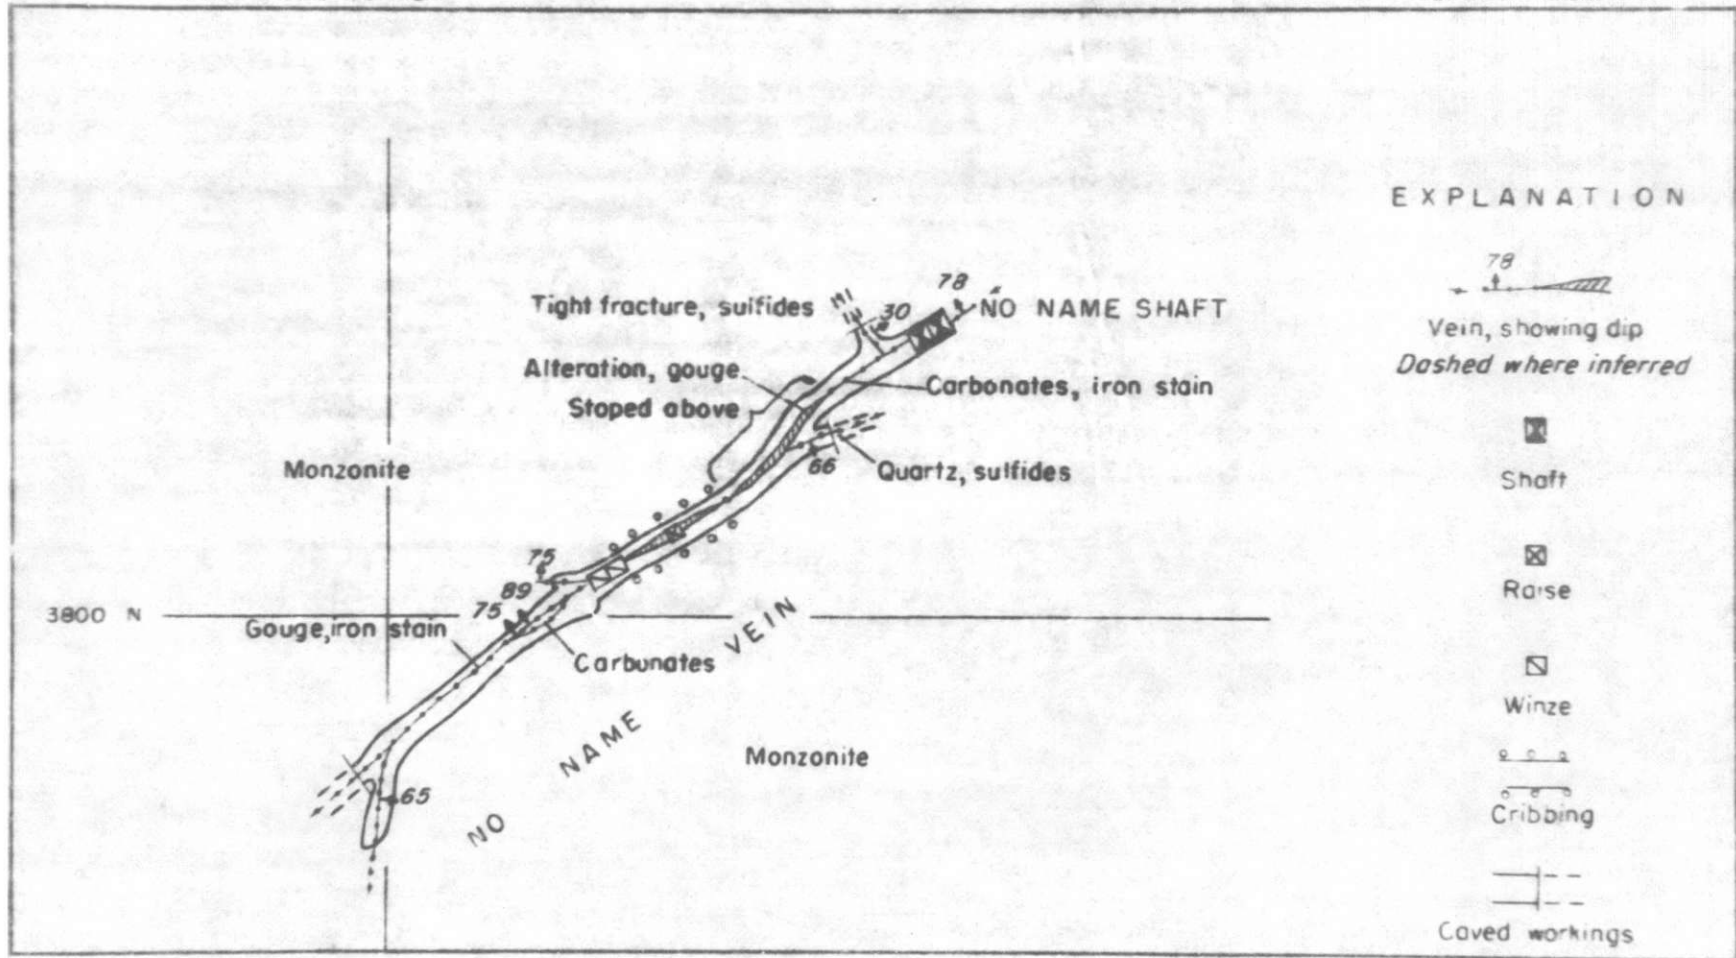 EXPLANATION
78
Vein, showing dip
Dashed where inferred
Shaft
Raise
Winze
Cribbing
Caved workings
78
NO NAME SHAFT
Tight fracture, sulfides
30
Alteration, gouge
Carbonates, iron stain
Stoped above
66
Quartz, sulfides
Monzonite
75
89
75
3800 N
Gouge, iron stain
Carbonates
NO NAME VEIN
Monzonite
65